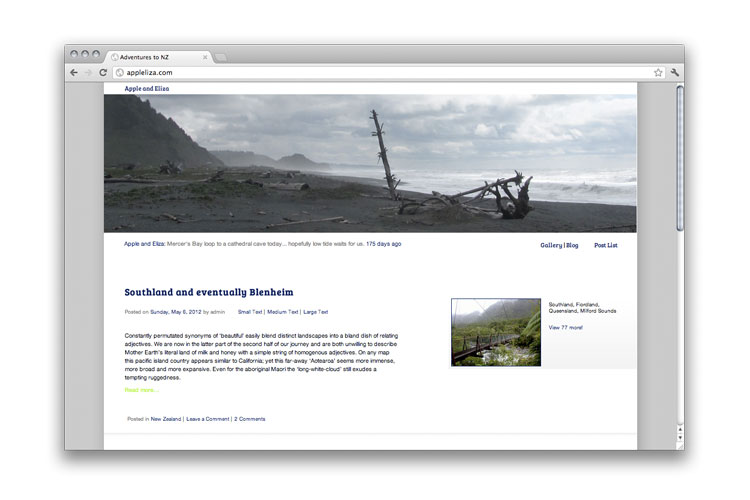 Adventures to NZ
appleliza.com
Apple and Eliza
Apple and Eliza: Mercer's Bay loop to a cathedral cave today... hopefully low tide waits for us. 175 days ago
Gallery | Blog Post List
Southland and eventually Blenheim
Posted on Sunday, May 6, 2012 by admin Small Text | Medium Text | Large Text
Constantly permutated synonyms of 'beautiful' easily blend distinct landscapes into a bland dish of relating
adjectives. We are now in the latter part of the second half of our journey and are both unwilling to describe
Mother Earth's literal land of milk and honey with a simple string of homogenous adjectives. On any map
this pacific island country appears similar to California; yet this far-away 'Aotearoa' seems more immense,
more broad and more expansive. Even for the aboriginal Maori the 'long-white-cloud' still exudes a
tempting ruggedness.
Read more...
Posted in New Zealand | Leave a Comment | 2 Comments
Southland, Fiordland,
Queensland, Milford Sounds
View 77 more!